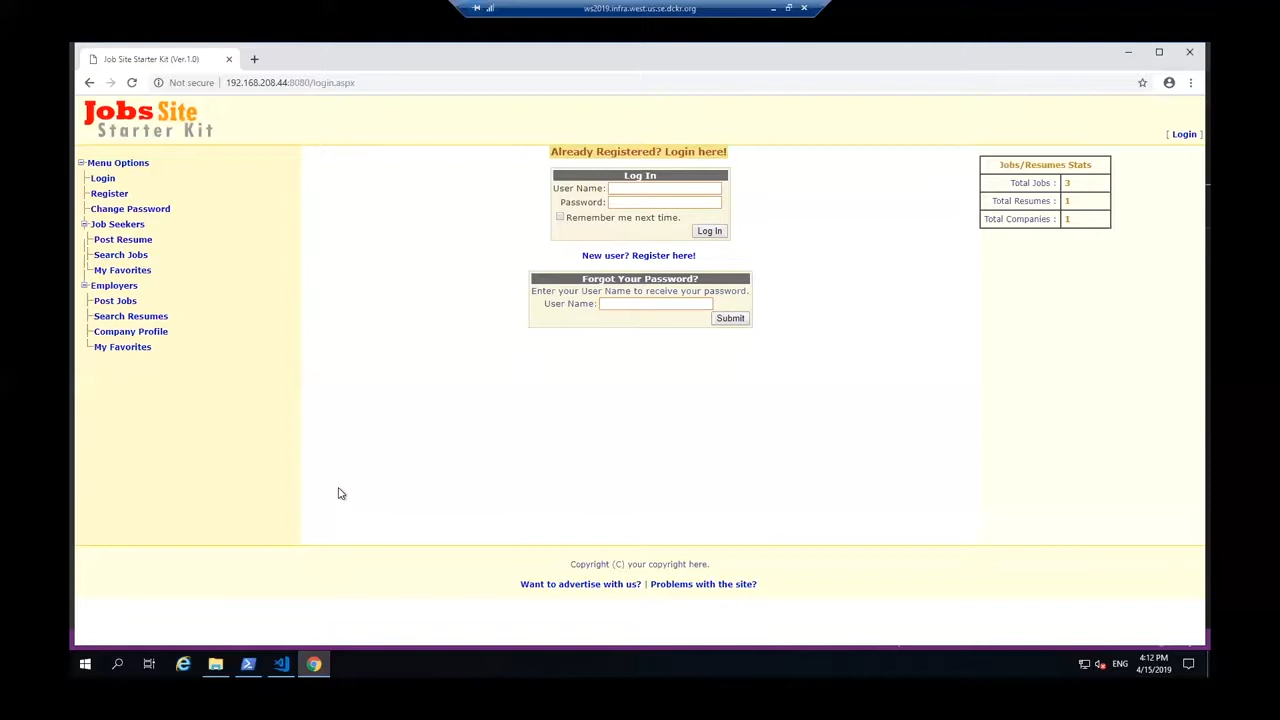 ws2019.infra.west.us.se.dckr.org
Job Site Starter Kit (Ver.1.0)
Not secure
192.168.208.44:8080/login.aspx
Jobs Site
Starter Kit
[ Login ]
Menu Options
Login
Register
Change Password
Job Seekers
Post Resume
Search Jobs
My Favorites
Employers
Post Jobs
Search Resumes
Company Profile
My Favorites
Already Registered? Login here!
Log In
User Name:
Password:
Remember me next time.
Log In
New user? Register here!
Forgot Your Password?
Enter your User Name to receive your password.
User Name:
Submit
Jobs/Resumes Stats
Total Jobs : 3
Total Resumes : 1
Total Companies : 1
Copyright (C) your copyright here.
Want to advertise with us? | Problems with the site?
ENG
4:12 PM
4/15/2019